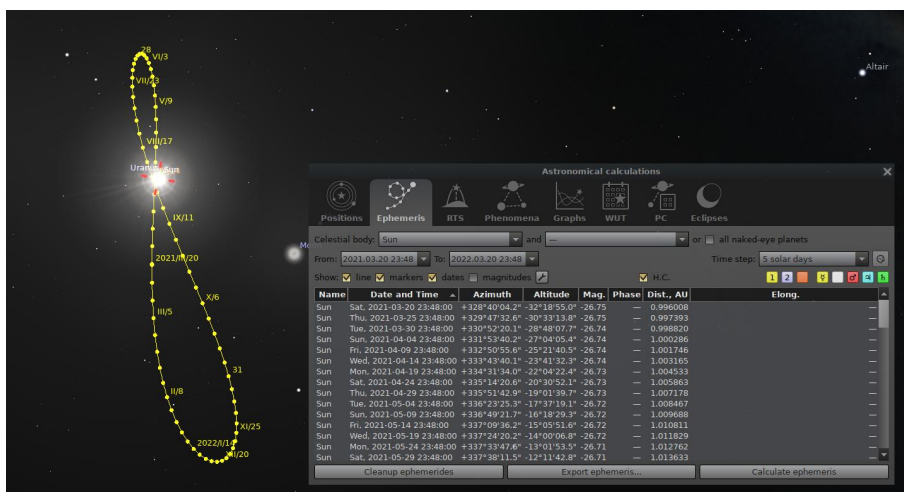 28
VI/3
VII/23
V/9
Altair
VIII/17
Uran
Sun
IX/11
2021/III/20
X/6
III/5
31
II/8
XI/25
2022/I/14
XII/20
Astronomical calculations
Positions Ephemeris RTS Phenomena Graphs WUT PC Eclipses
Celestial body: Sun and — or all naked-eye planets
From: 2021.03.20 23:48 To: 2022.03.20 23:48 Time step: 5 solar days
Show: line markers dates magnitudes H.C. 1 2 ☿ ♂ ♃ ♄
Name Date and Time Azimuth Altitude Mag. Phase Dist., AU Elong.
Sun Sat, 2021-03-20 23:48:00 +328°40'04.2" -32°18'55.0" -26.75 — 0.996008 —
Sun Thu, 2021-03-25 23:48:00 +329°47'32.6" -30°33'13.8" -26.75 — 0.997393 —
Sun Tue, 2021-03-30 23:48:00 +330°52'20.1" -28°48'07.7" -26.74 — 0.998820 —
Sun Sun, 2021-04-04 23:48:00 +331°53'40.2" -27°04'05.4" -26.74 — 1.000286 —
Sun Fri, 2021-04-09 23:48:00 +332°50'55.6" -25°21'40.5" -26.74 — 1.001746 —
Sun Wed, 2021-04-14 23:48:00 +333°43'40.1" -23°41'32.3" -26.74 — 1.003165 —
Sun Mon, 2021-04-19 23:48:00 +334°31'34.0" -22°04'22.4" -26.73 — 1.004533 —
Sun Sat, 2021-04-24 23:48:00 +335°14'20.6" -20°30'52.1" -26.73 — 1.005863 —
Sun Thu, 2021-04-29 23:48:00 +335°51'42.9" -19°01'39.7" -26.73 — 1.007178 —
Sun Tue, 2021-05-04 23:48:00 +336°23'25.3" -17°37'19.1" -26.72 — 1.008467 —
Sun Sun, 2021-05-09 23:48:00 +336°49'21.7" -16°18'29.3" -26.72 — 1.009688 —
Sun Fri, 2021-05-14 23:48:00 +337°09'36.2" -15°05'51.6" -26.72 — 1.010811 —
Sun Wed, 2021-05-19 23:48:00 +337°24'20.2" -14°00'06.8" -26.72 — 1.011829 —
Sun Mon, 2021-05-24 23:48:00 +337°33'47.6" -13°01'53.5" -26.71 — 1.012762 —
Sun Sat, 2021-05-29 23:48:00 +337°38'11.5" -12°11'42.8" -26.71 — 1.013633 —
Cleanup ephemerides Export ephemeris... Calculate ephemeris